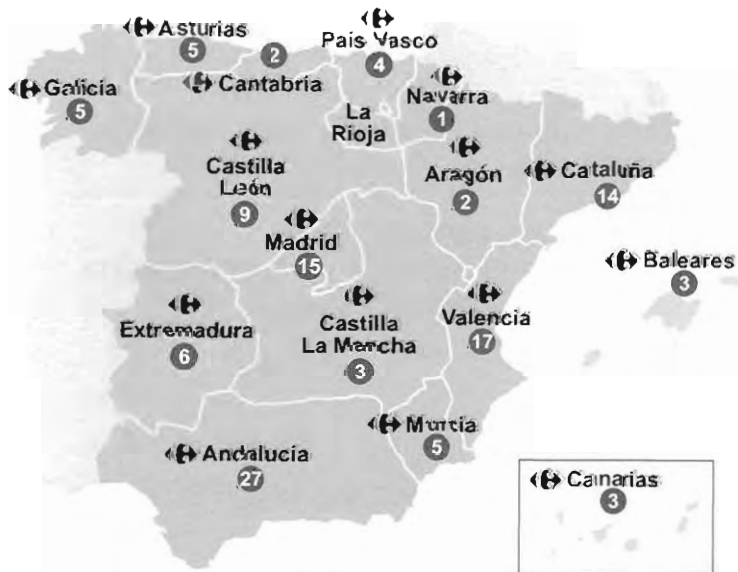 Asturias
5
2
País Vasco
4
Galicia
5
Cantabria
Navarra
1
La
Rioja
Castilla
León
9
Aragón
2
Cataluña
14
Madrid
15
Baleares
3
Extremadura
6
Castilla
La Mancha
3
Valencia
17
Murcia
5
Andalucía
27
Canarias
3